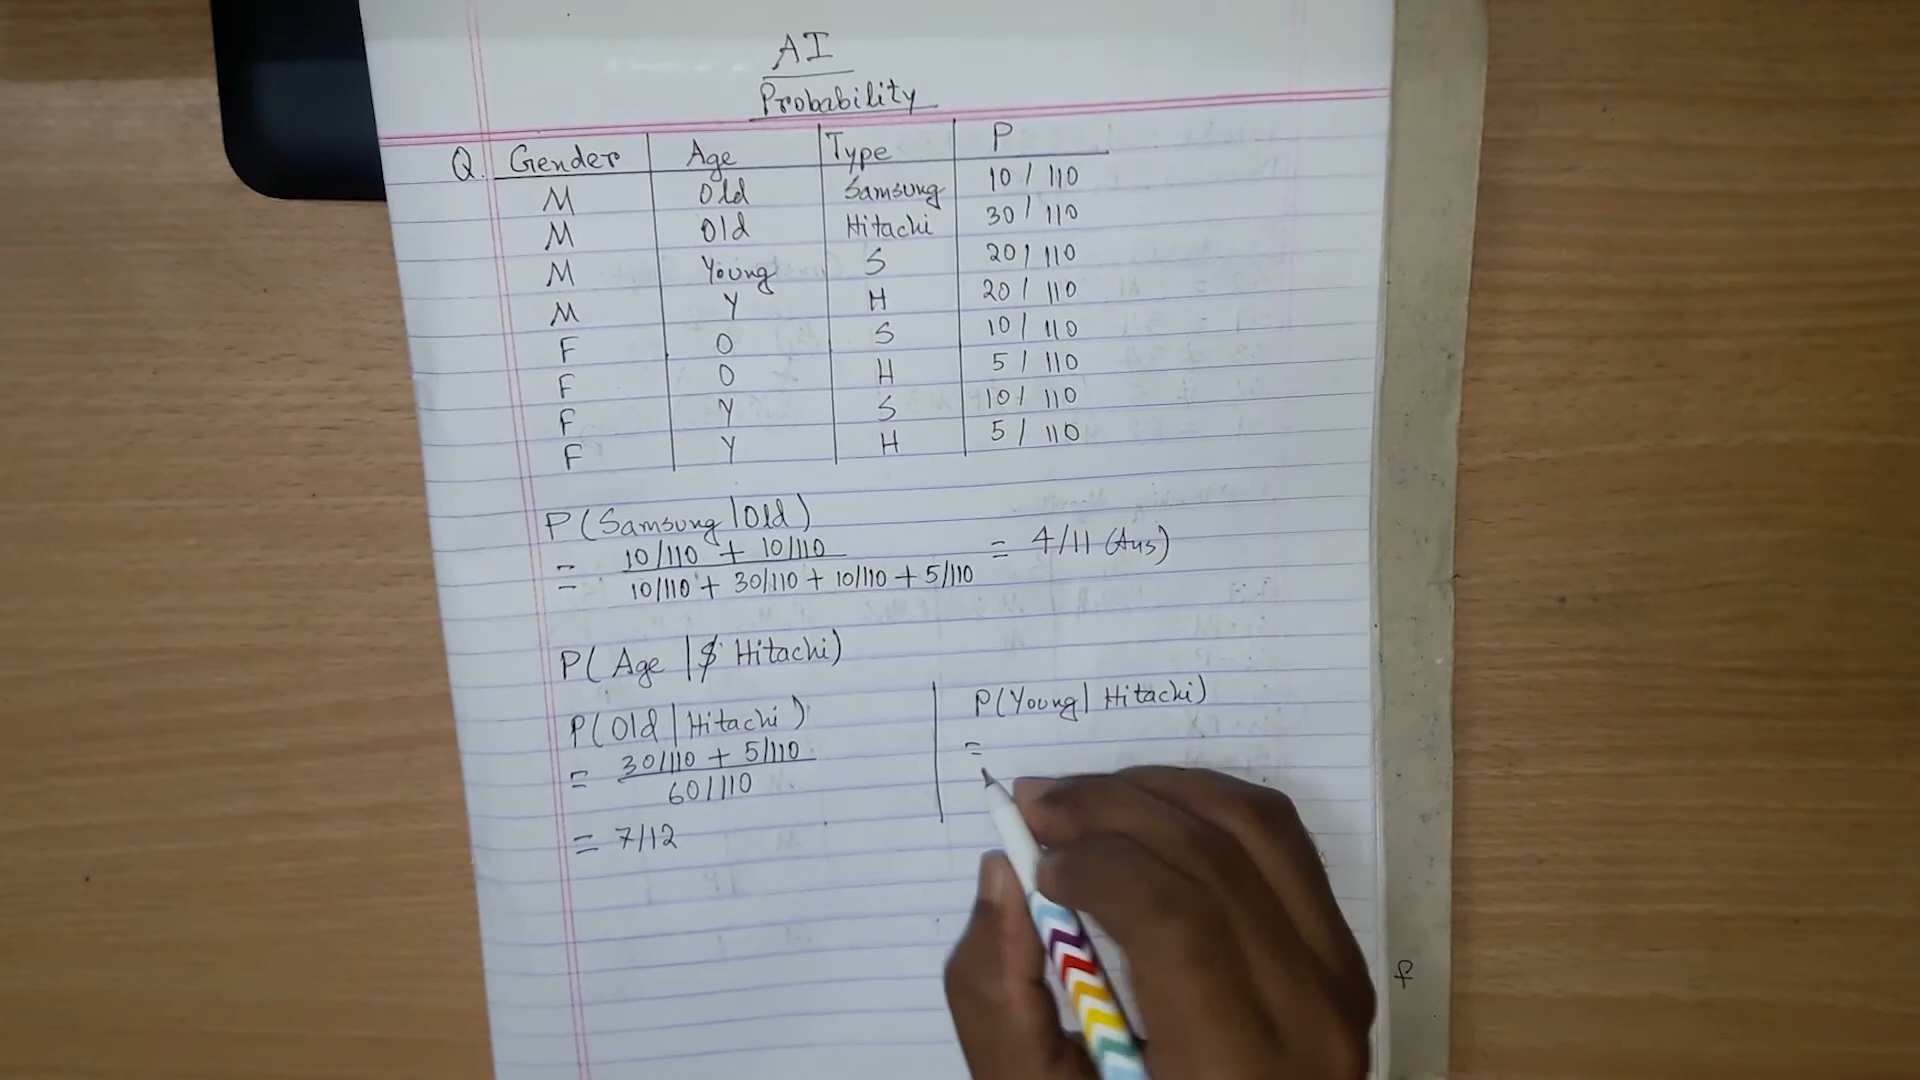 AI
Probability
Q. Gender Age Type P
M Old Samsung 10 / 110
M Old Hitachi 30 / 110
M Young S 20 / 110
M Y H 20 / 110
F O S 10 / 110
F O H 5 / 110
F Y S 10 / 110
F Y H 5 / 110
P(Samsung | Old)
= 10/110 + 10/110 = 4/11 (Ans)
10/110 + 30/110 + 10/110 + 5/110
P( Age | Hitachi)
P(Old | Hitachi)
= 30/110 + 5/110
60/110
= 7/12
P(Young | Hitachi)
=
f